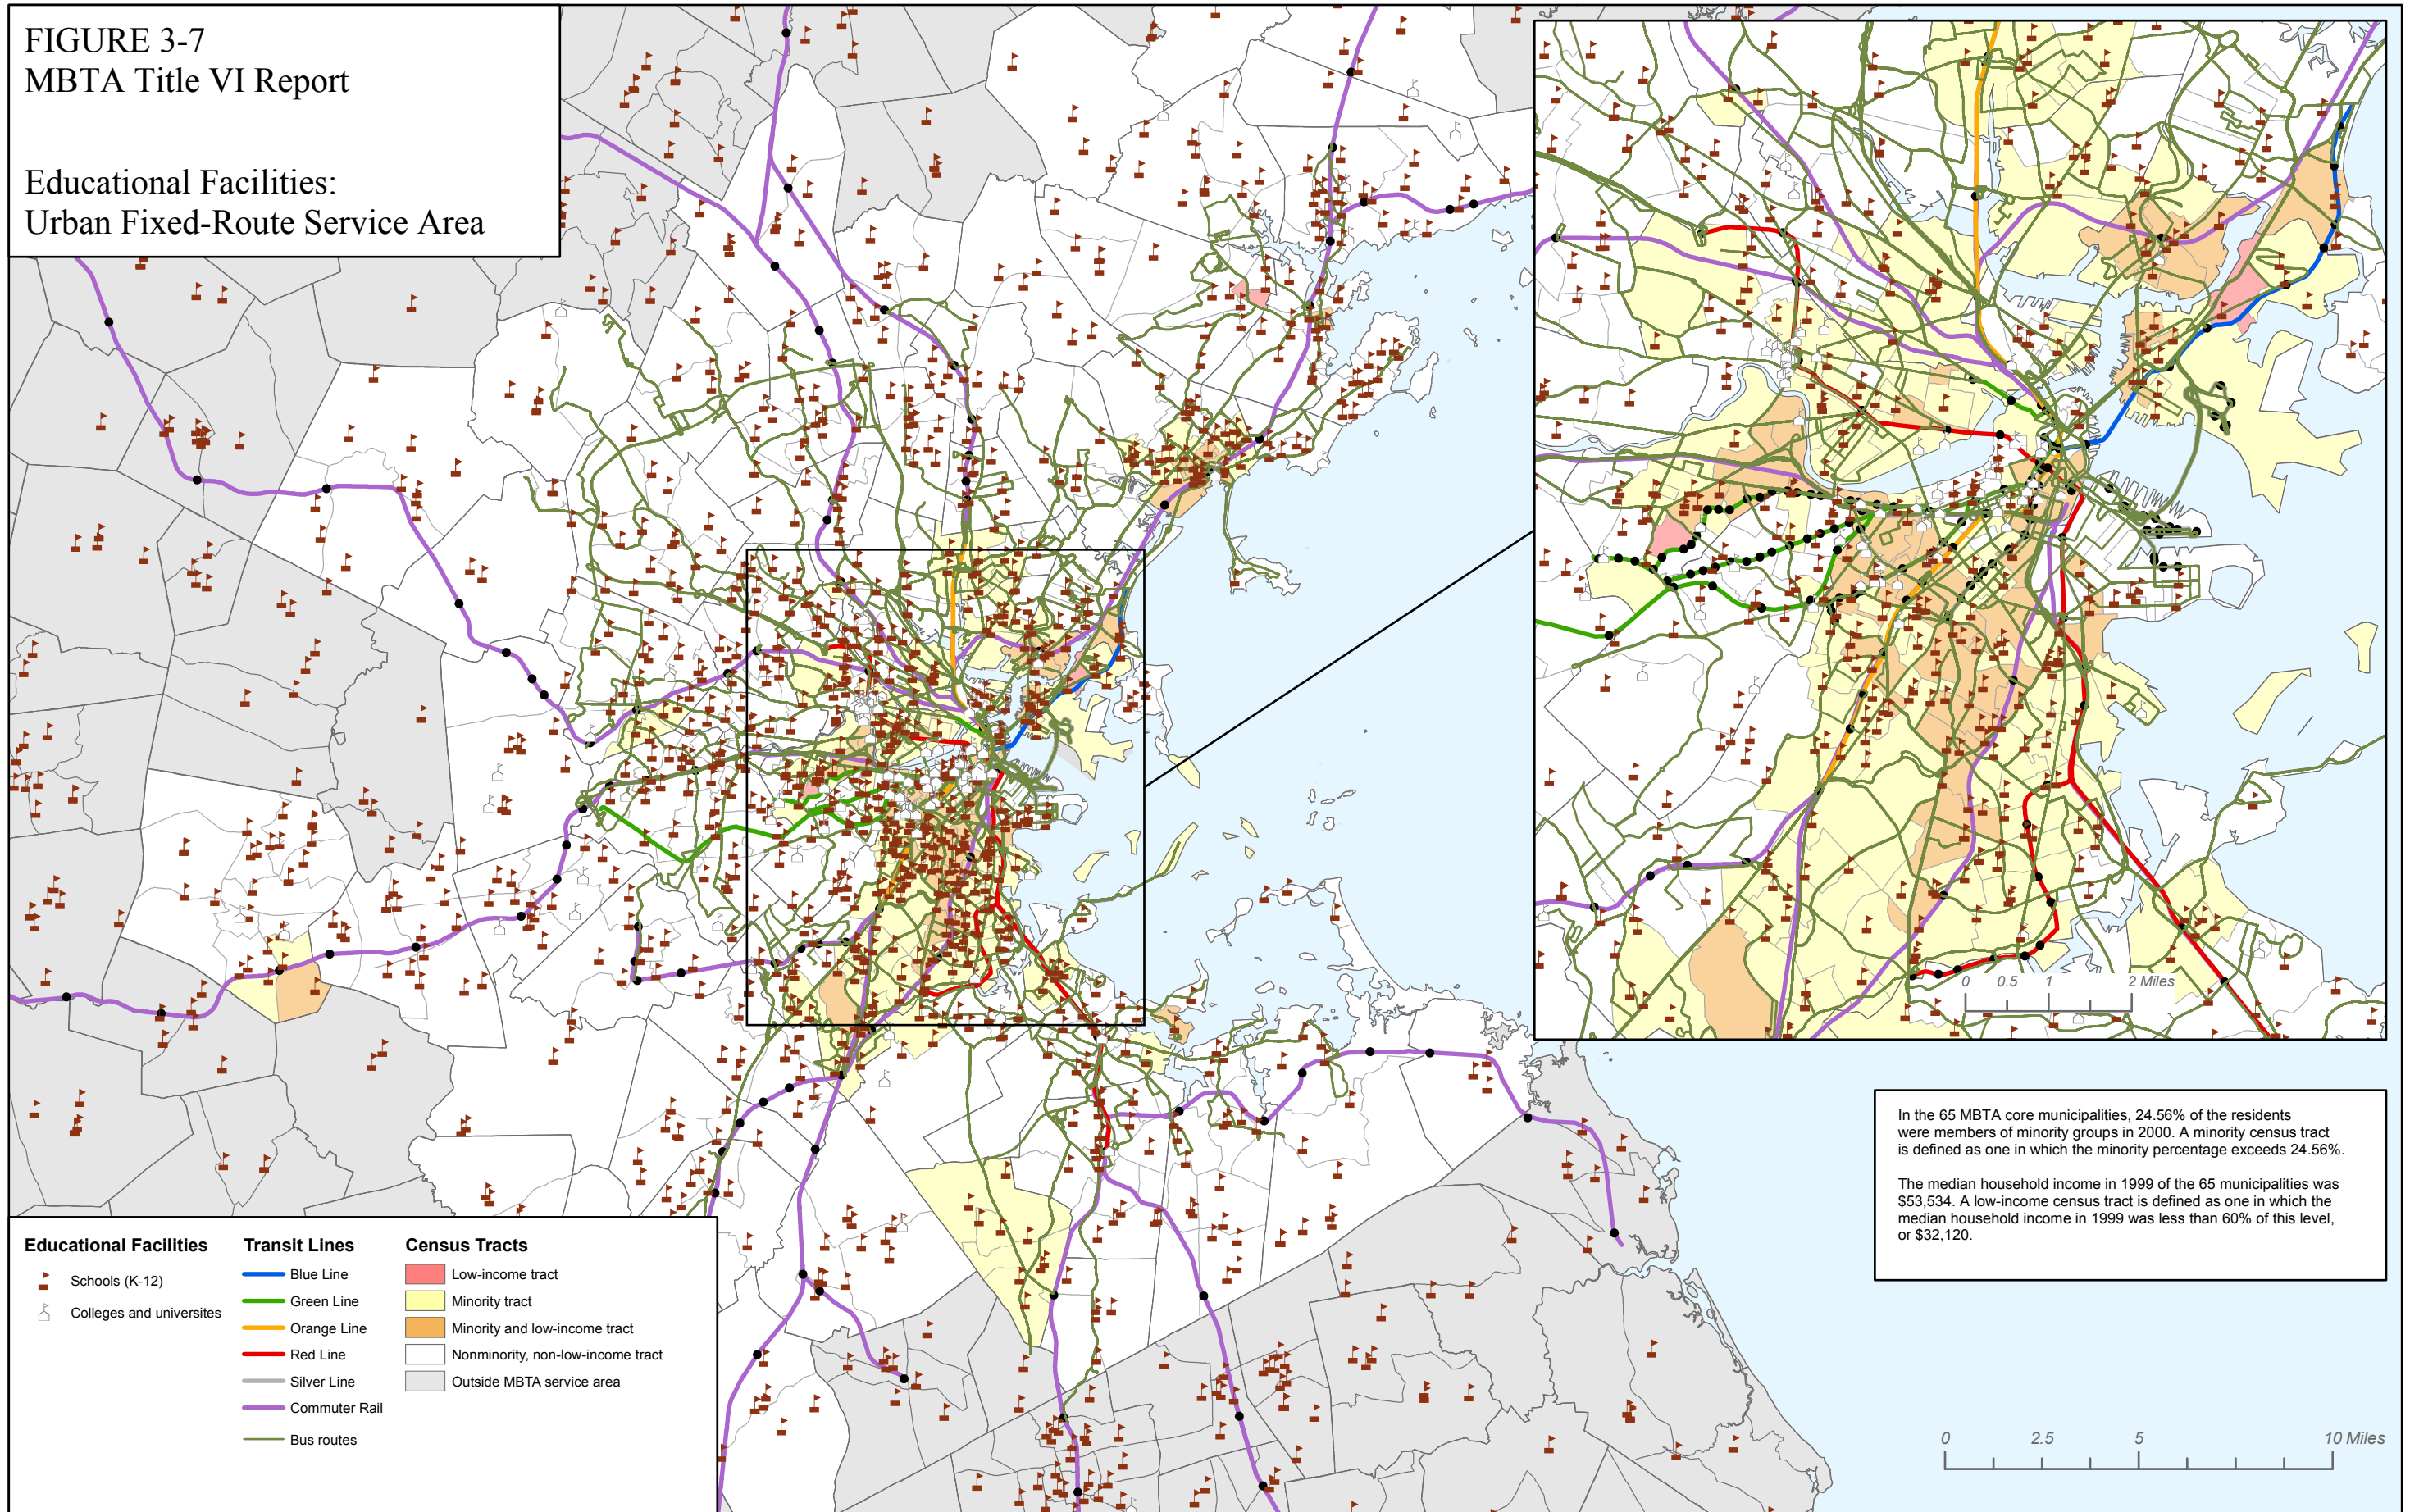 FIGURE 3-7
MBTA Title VI Report
Educational Facilities:
Urban Fixed-Route Service Area
0 0.5 1 2 Miles
In the 65 MBTA core municipalities, 24.56% of the residents
were members of minority groups in 2000. A minority census tract
is defined as one in which the minority percentage exceeds 24.56%.
The median household income in 1999 of the 65 municipalities was
$53,534. A low-income census tract is defined as one in which the
median household income in 1999 was less than 60% of this level,
or $32,120.
Educational Facilities
Schools (K-12)
Colleges and universites
Transit Lines
Blue Line
Green Line
Orange Line
Red Line
Silver Line
Commuter Rail
Bus routes
Census Tracts
Low-income tract
Minority tract
Minority and low-income tract
Nonminority, non-low-income tract
Outside MBTA service area
0 2.5 5 10 Miles